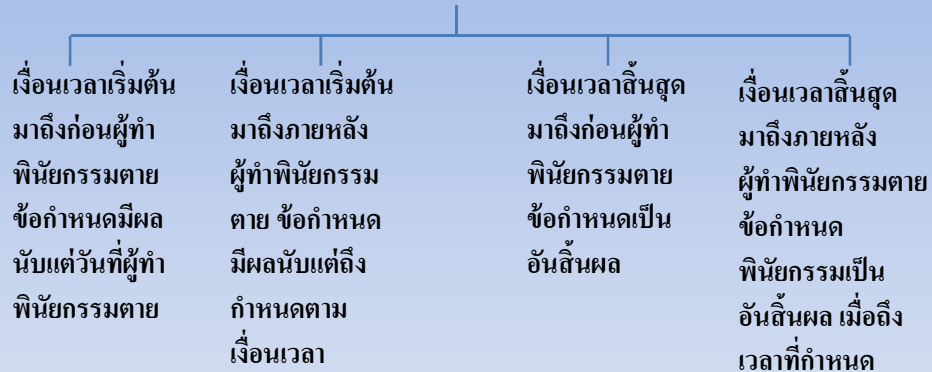 เงื่อนเวลาเริ่มต้น
มาถึงก่อนผู้ทำ
พินัยกรรมตาย
ข้อกำหนดมีผล
นับแต่วันที่ผู้ทำ
พินัยกรรมตาย
เงื่อนเวลาเริ่มต้น
มาถึงภายหลัง
ผู้ทำพินัยกรรม
ตาย ข้อกำหนด
มีผลนับแต่ถึง
กำหนดตาม
เงื่อนเวลา
เงื่อนเวลาสิ้นสุด
มาถึงก่อนผู้ทำ
พินัยกรรมตาย
ข้อกำหนดเป็น
อันสิ้นผล
เงื่อนเวลาสิ้นสุด
มาถึงภายหลัง
ผู้ทำพินัยกรรมตาย
ข้อกำหนด
พินัยกรรมเป็น
อันสิ้นผล เมื่อถึง
เวลาที่กำหนด